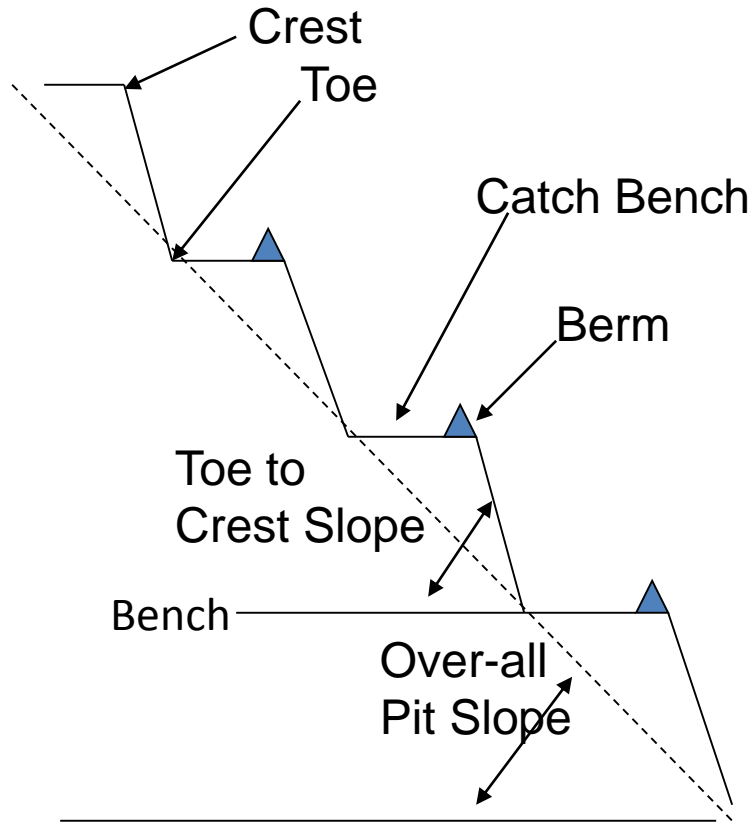 Crest
Toe
Catch Bench
Berm
Toe to
Crest Slope
Bench
Over-all
Pit Slope